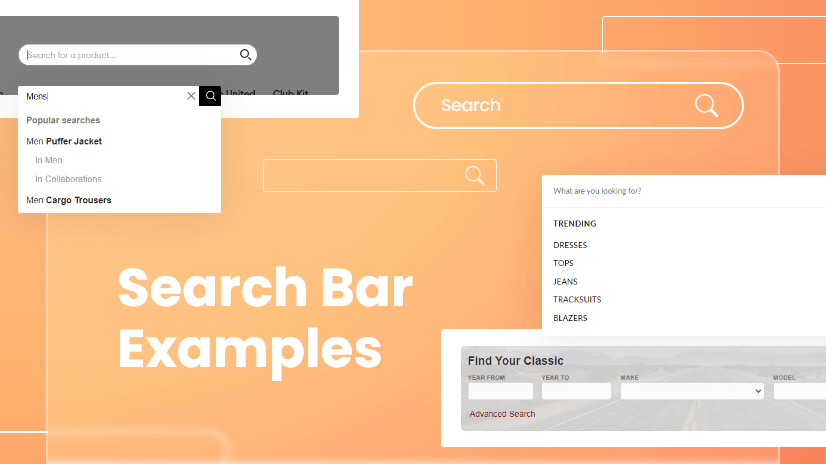 Search for a product...
United
Club Kit
Mens
Popular searches
Men Puffer Jacket
In Men
In Collaborations
Men Cargo Trousers
Search
What are you looking for?
TRENDING
DRESSES
TOPS
JEANS
TRACKSUITS
BLAZERS
Search Bar
Examples
Find Your Classic
YEAR FROM YEAR TO MAKE MODEL
Advanced Search